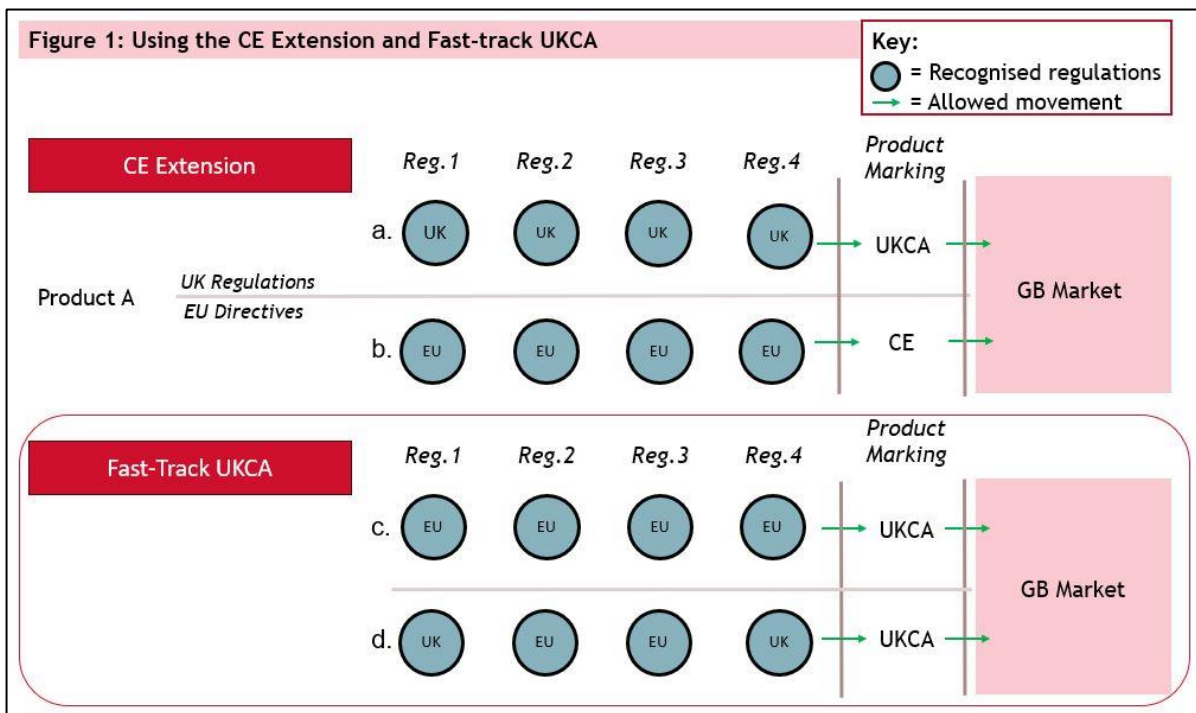 Figure 1: Using the CE Extension and Fast-track UKCA
Key:
= Recognised regulations
= Allowed movement
CE Extension
Reg.1 Reg.2 Reg.3 Reg.4
Product
Marking
a. UK UK UK UK UKCA
Product A
UK Regulations
EU Directives
GB Market
b. EU EU EU EU CE
Fast-Track UKCA
Reg.1 Reg.2 Reg.3 Reg.4
Product
Marking
c. EU EU EU EU UKCA
GB Market
d. UK EU EU UK UKCA